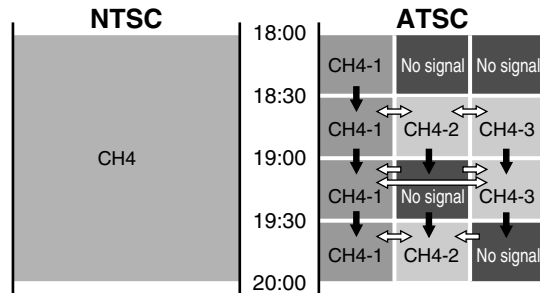 NTSC
ATSC
18:00
CH4-1 No signal No signal
18:30
CH4-1 CH4-2 CH4-3
CH4
19:00
CH4-1 No signal CH4-3
19:30
CH4-1 CH4-2 No signal
20:00